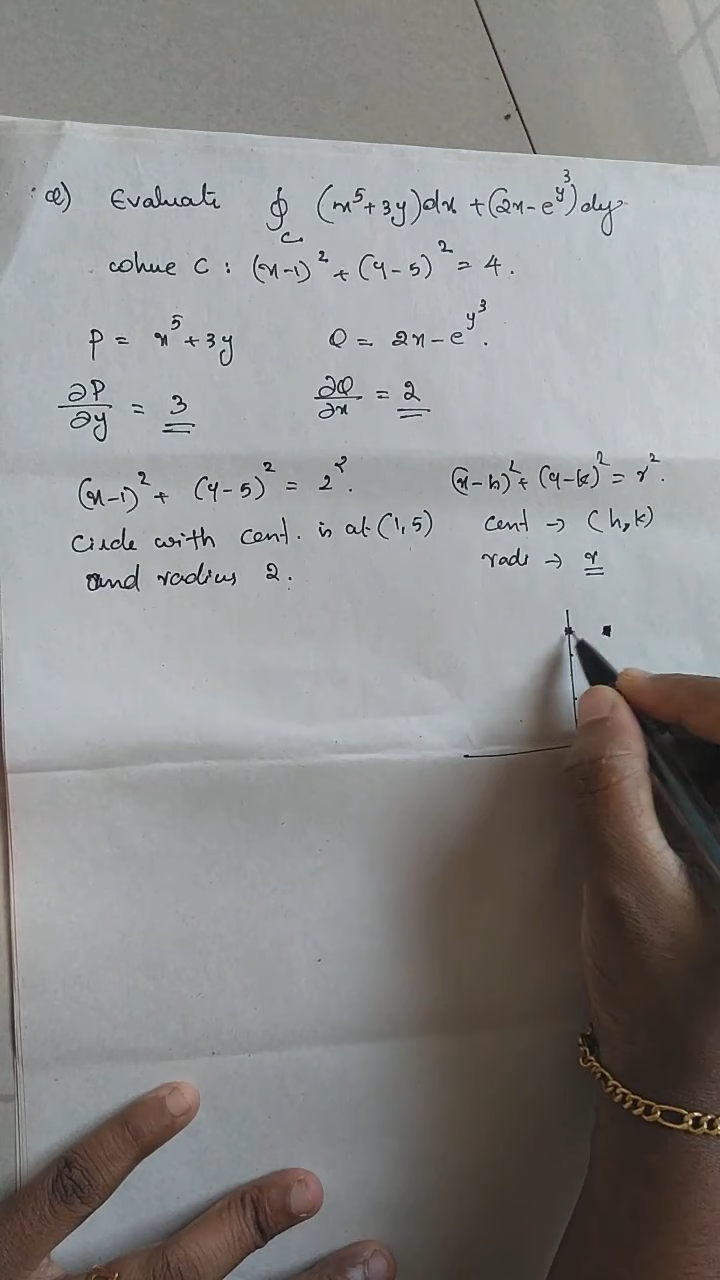 Q) Evaluate ∮_C (x⁵+3y)dx + (2x-e^{y³})dy
where C : (x-1)² + (y-5)² = 4.
P = x⁵+3y Q = 2x-e^{y³}.
∂P/∂y = 3 ∂Q/∂x = 2
(x-1)² + (y-5)² = 2². (x-h)² + (y-k)² = r².
Circle with cent. is at (1,5) cent → (h,k)
and radius 2. radi → r